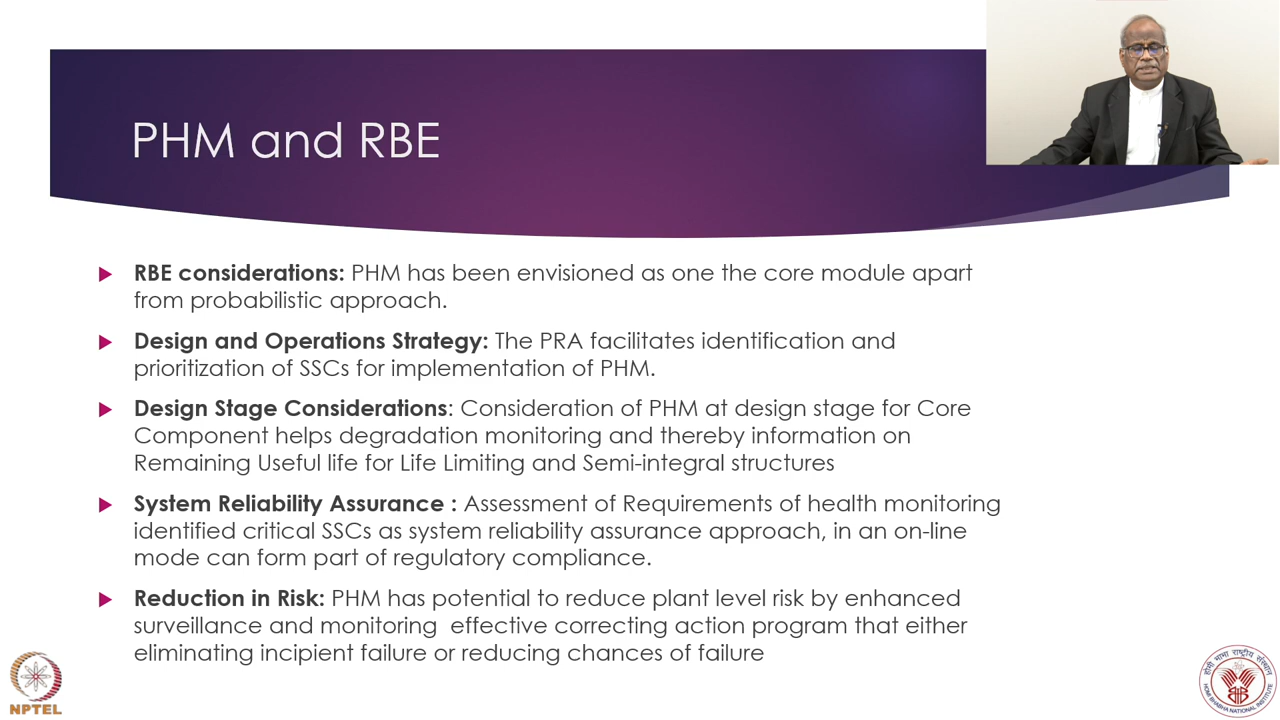 PHM and RBE
RBE considerations: PHM has been envisioned as one the core module apart
from probabilistic approach.
Design and Operations Strategy: The PRA facilitates identification and
prioritization of SSCs for implementation of PHM.
Design Stage Considerations: Consideration of PHM at design stage for Core
Component helps degradation monitoring and thereby information on
Remaining Useful life for Life Limiting and Semi-integral structures
System Reliability Assurance : Assessment of Requirements of health monitoring
identified critical SSCs as system reliability assurance approach, in an on-line
mode can form part of regulatory compliance.
Reduction in Risk: PHM has potential to reduce plant level risk by enhanced
surveillance and monitoring  effective correcting action program that either
eliminating incipient failure or reducing chances of failure
NPTEL
होमी भाभा राष्ट्रीय संस्थान
HOMI BHABHA NATIONAL INSTITUTE